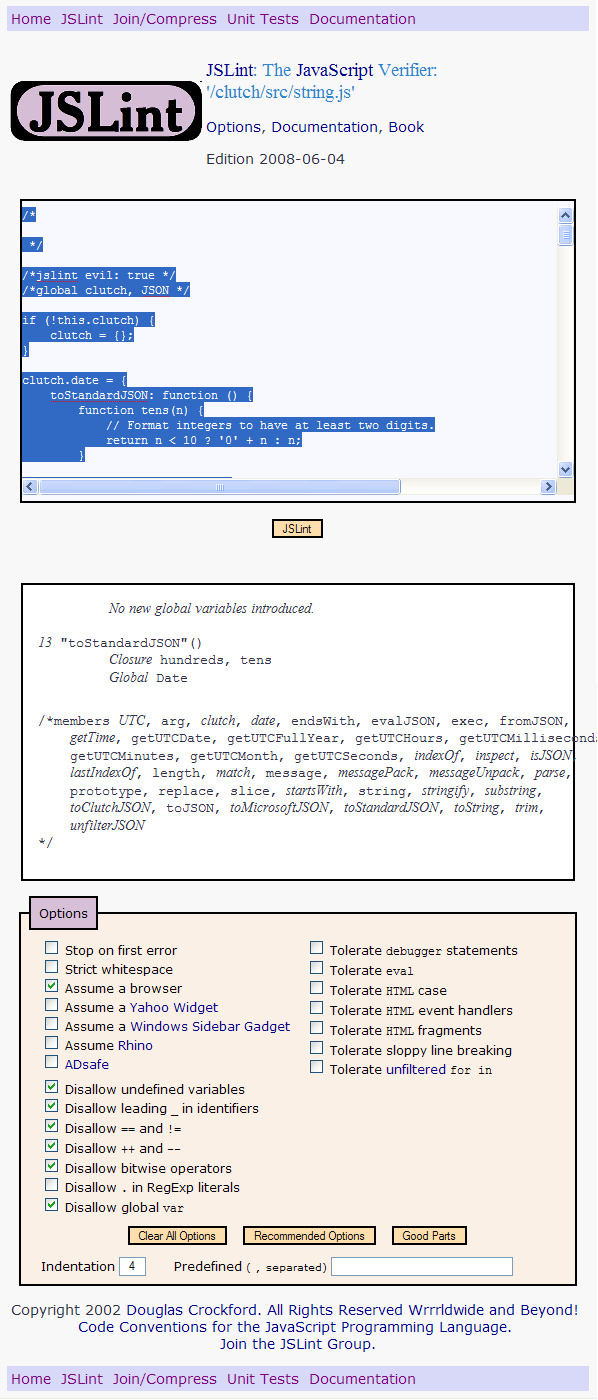 Home JSLint Join/Compress Unit Tests Documentation
JSLint
JSLint: The JavaScript Verifier:
'/clutch/src/string.js'
Options, Documentation, Book
Edition 2008-06-04
/*
*/
/*jslint evil: true */
/*global clutch, JSON */
if (!this.clutch) {
clutch = {};
}
clutch.date = {
toStandardJSON: function () {
function tens(n) {
// Format integers to have at least two digits.
return n < 10 ? '0' + n : n;
}
JSLint
No new global variables introduced.
13 "toStandardJSON"()
Closure hundreds, tens
Global Date
/*members UTC, arg, clutch, date, endsWith, evalJSON, exec, fromJSON,
getTime, getUTCDate, getUTCFullYear, getUTCHours, getUTCMilliseconds
getUTCMinutes, getUTCMonth, getUTCSeconds, indexOf, inspect, isJSON
lastIndexOf, length, match, message, messagePack, messageUnpack, parse,
prototype, replace, slice, startsWith, string, stringify, substring,
toClutchJSON, toJSON, toMicrosoftJSON, toStandardJSON, toString, trim,
unfilterJSON
*/
Options
Stop on first error
Strict whitespace
Assume a browser
Assume a Yahoo Widget
Assume a Windows Sidebar Gadget
Assume Rhino
ADsafe
Disallow undefined variables
Disallow leading _ in identifiers
Disallow == and !=
Disallow ++ and --
Disallow bitwise operators
Disallow . in RegExp literals
Disallow global var
Tolerate debugger statements
Tolerate eval
Tolerate HTML case
Tolerate HTML event handlers
Tolerate HTML fragments
Tolerate sloppy line breaking
Tolerate unfiltered for in
Clear All Options Recommended Options Good Parts
Indentation 4 Predefined ( , separated)
Copyright 2002 Douglas Crockford. All Rights Reserved Wrrrldwide and Beyond!
Code Conventions for the JavaScript Programming Language.
Join the JSLint Group.
Home JSLint Join/Compress Unit Tests Documentation